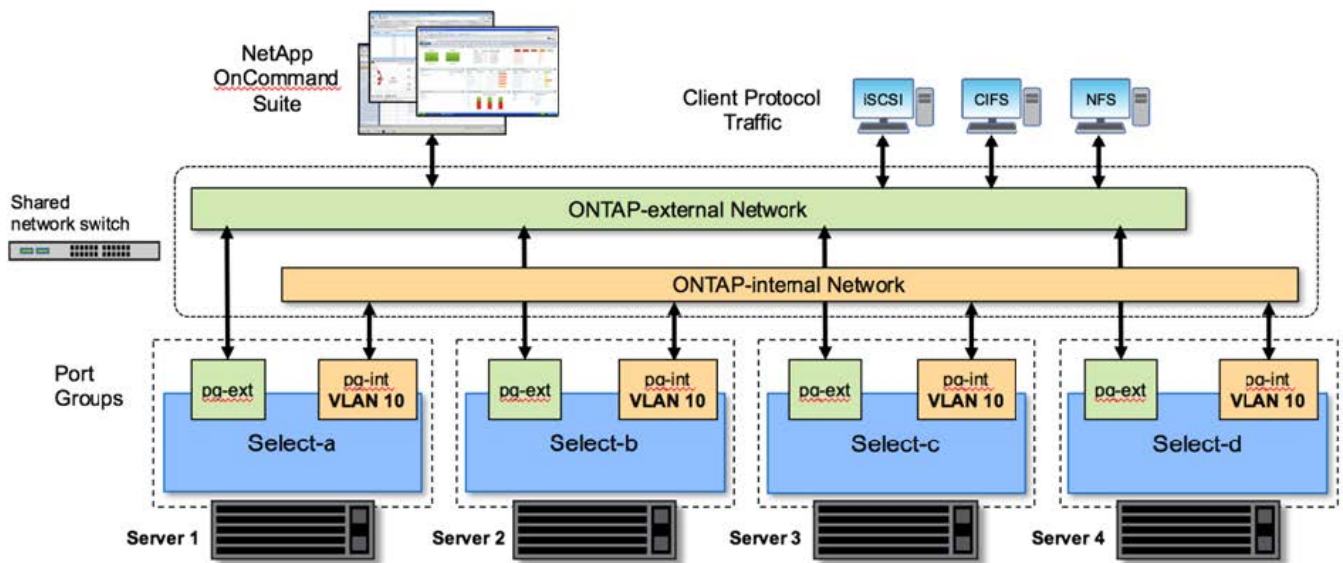 NetApp
OnCommand
Suite
Client Protocol
Traffic
iSCSI
CIFS
NFS
Shared
network switch
ONTAP-external Network
ONTAP-internal Network
Port
Groups
pg-ext
pg-int
VLAN 10
Select-a
pg-ext
pg-int
VLAN 10
Select-b
pg-ext
pg-int
VLAN 10
Select-c
pg-ext
pg-int
VLAN 10
Select-d
Server 1
Server 2
Server 3
Server 4